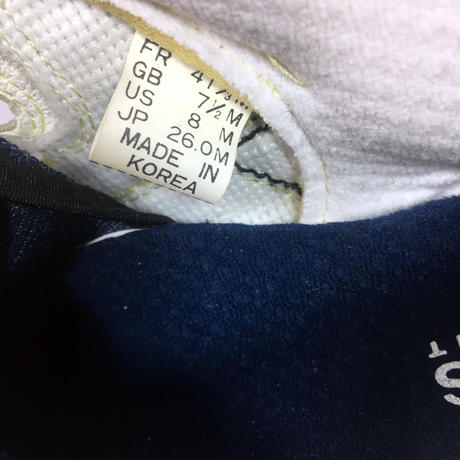 FR 41⅓M
GB 7½M
US 8 M
JP 26.0M
MADE IN
KOREA
T
S